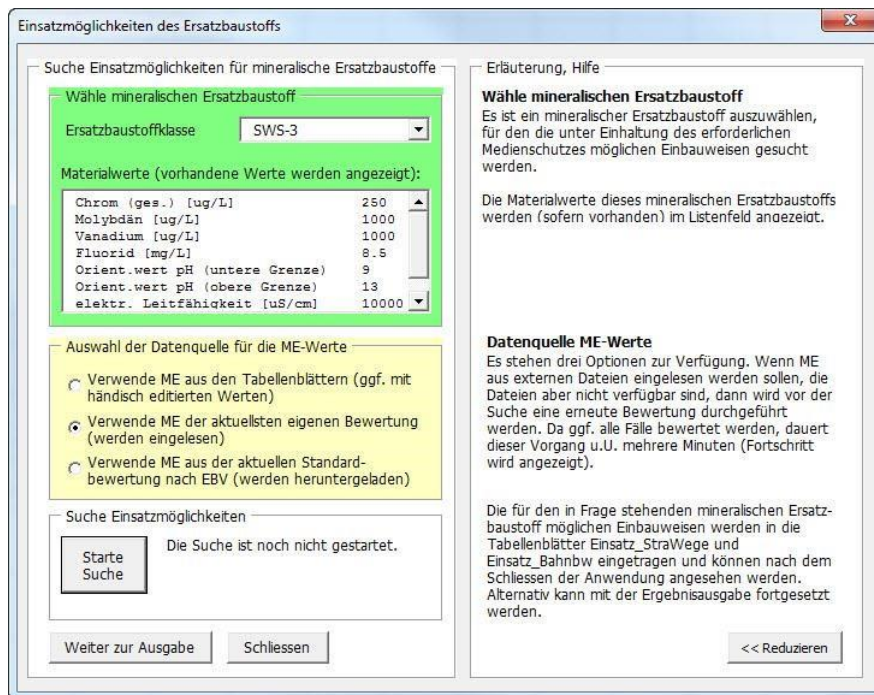 Einsatzmöglichkeiten des Ersatzbaustoffs
Suche Einsatzmöglichkeiten für mineralische Ersatzbaustoffe
Wähle mineralischen Ersatzbaustoff
Ersatzbaustoffklasse SWS-3
Materialwerte (vorhandene Werte werden angezeigt):
Chrom (ges.) [ug/L] 250
Molybdän [ug/L] 1000
Vanadium [ug/L] 1000
Fluorid [mg/L] 8.5
Orient.wert pH (untere Grenze) 9
Orient.wert pH (obere Grenze) 13
elektr. Leitfähigkeit [uS/cm] 10000
Auswahl der Datenquelle für die ME-Werte
Verwende ME aus den Tabellenblättern (ggf. mit
händisch editierten Werten)
Verwende ME der aktuellsten eigenen Bewertung
(werden eingelesen)
Verwende ME aus der aktuellen Standard-
bewertung nach EBV (werden heruntergeladen)
Suche Einsatzmöglichkeiten
Starte
Suche
Die Suche ist noch nicht gestartet.
Weiter zur Ausgabe
Schliessen
Erläuterung, Hilfe
Wähle mineralischen Ersatzbaustoff
Es ist ein mineralischer Ersatzbaustoff auszuwählen,
für den die unter Einhaltung des erforderlichen
Medienschutzes möglichen Einbauweisen gesucht
werden.
Die Materialwerte dieses mineralischen Ersatzbaustoffs
werden (sofern vorhanden) im Listenfeld angezeigt.
Datenquelle ME-Werte
Es stehen drei Optionen zur Verfügung. Wenn ME
aus externen Dateien eingelesen werden sollen, die
Dateien aber nicht verfügbar sind, dann wird vor der
Suche eine erneute Bewertung durchgeführt
werden. Da ggf. alle Fälle bewertet werden, dauert
dieser Vorgang u.U. mehrere Minuten (Fortschritt
wird angezeigt).
Die für den in Frage stehenden mineralischen Ersatz-
baustoff möglichen Einbauweisen werden in die
Tabellenblätter Einsatz_StraWege und
Einsatz_Bahnbw eingetragen und können nach dem
Schliessen der Anwendung angesehen werden.
Alternativ kann mit der Ergebnisausgabe fortgesetzt
werden.
<< Reduzieren